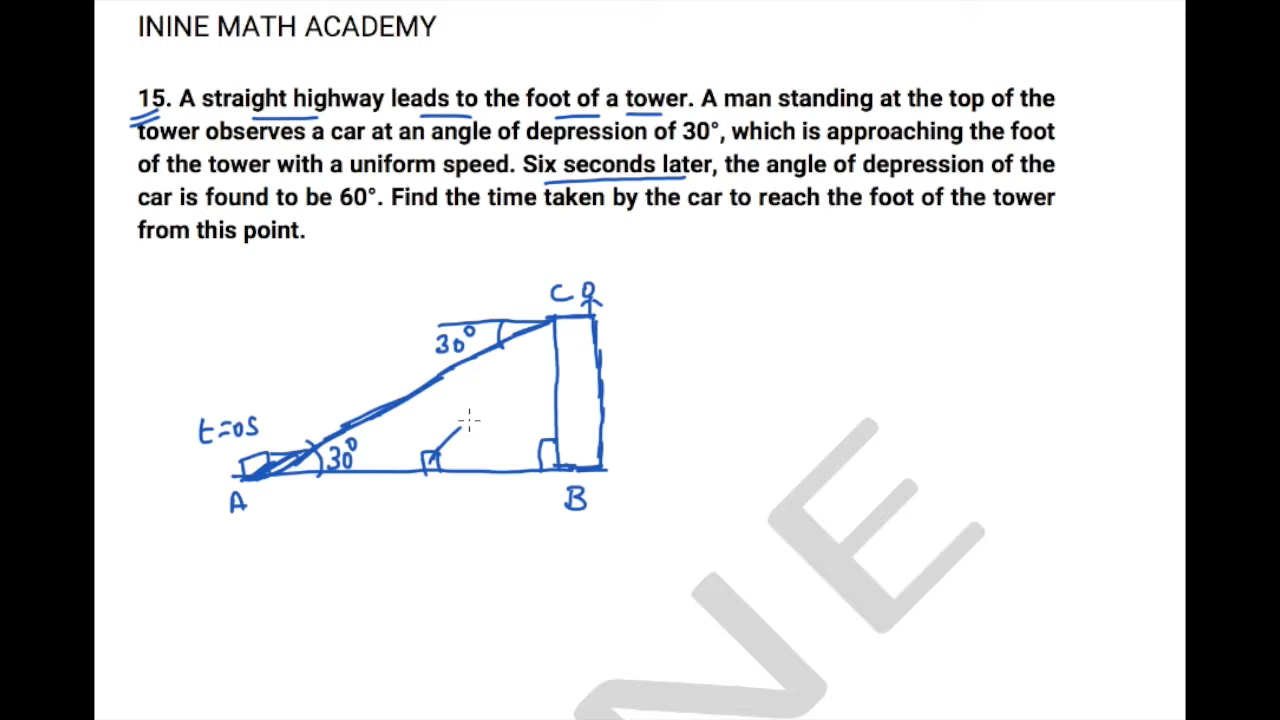 ININE MATH ACADEMY
15. A straight highway leads to the foot of a tower. A man standing at the top of the
tower observes a car at an angle of depression of 30°, which is approaching the foot
of the tower with a uniform speed. Six seconds later, the angle of depression of the
car is found to be 60°. Find the time taken by the car to reach the foot of the tower
from this point.
C
30°
t=0s
30°
A
B
NE